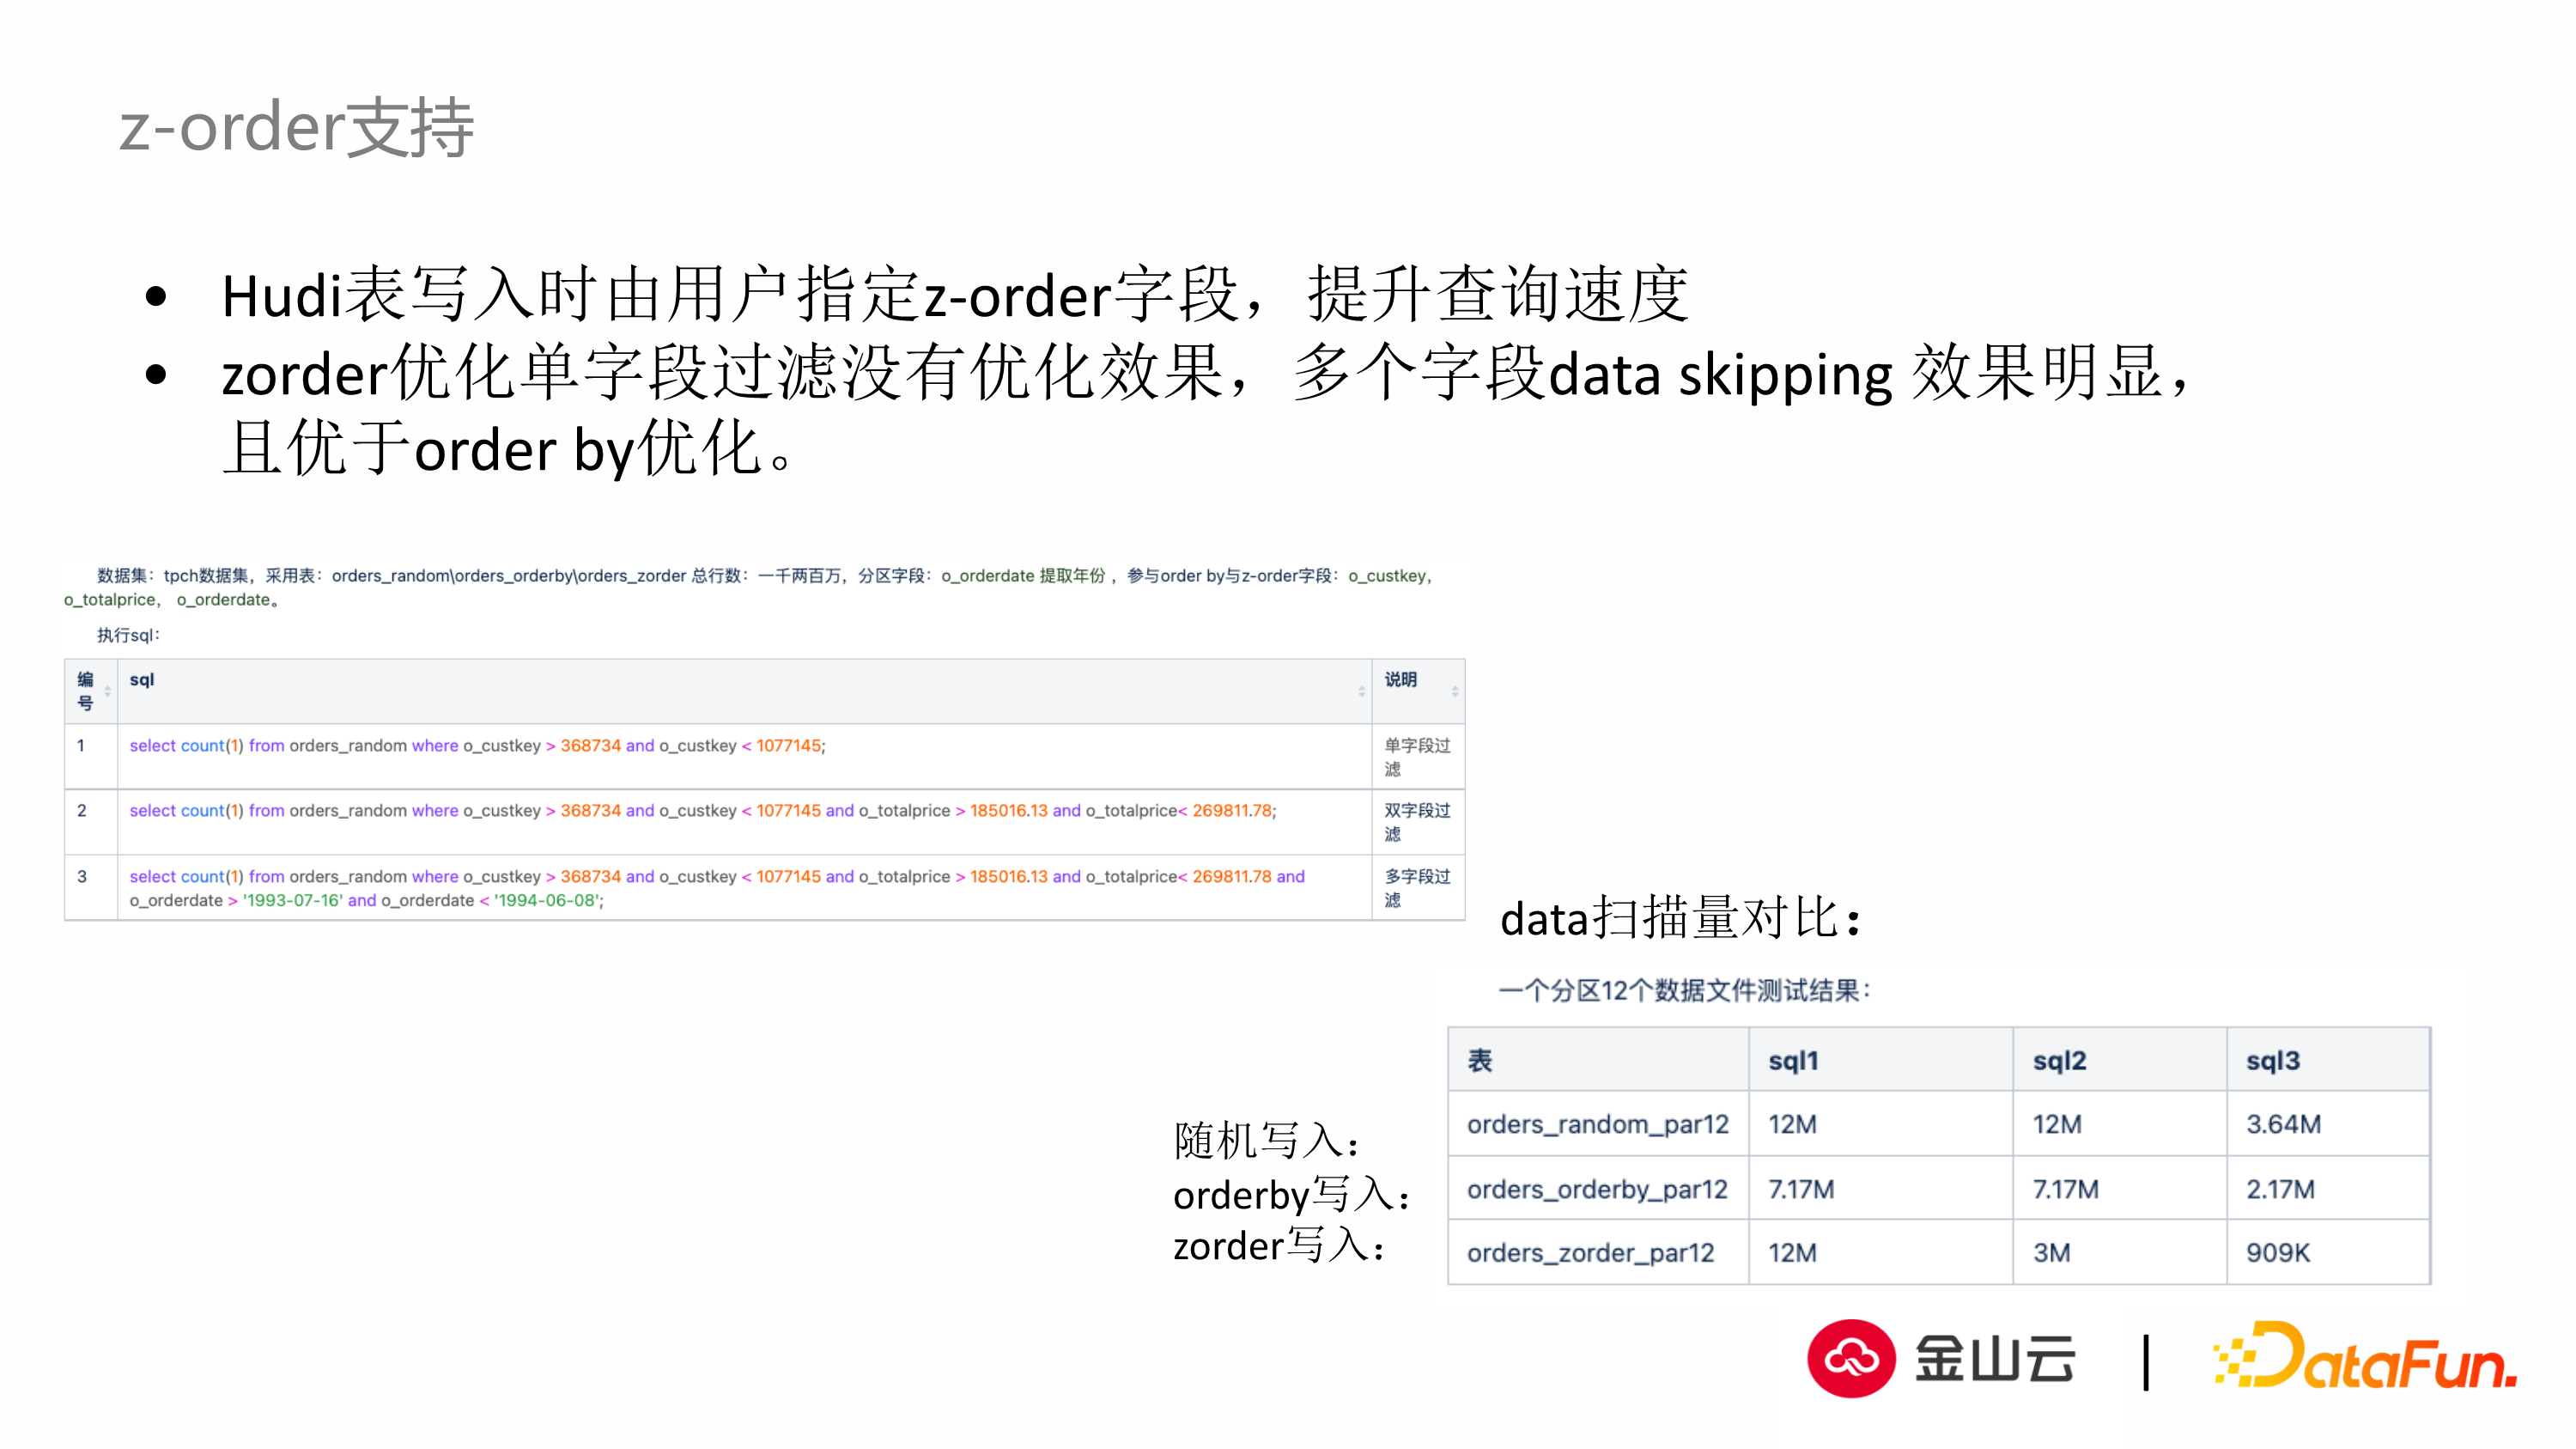 z-order支持
• Hudi表写入时由用户指定z-order字段，提升查询速度
• zorder优化单字段过滤没有优化效果，多个字段data skipping 效果明显，
且优于order by优化。
数据集：tpch数据集，采用表：orders_random\orders_orderby\orders_zorder 总行数：一千两百万，分区字段：o_orderdate 提取年份 ，参与order by与z-order字段：o_custkey，
o_totalprice， o_orderdate。
执行sql：
编号 sql 说明
1 select count(1) from orders_random where o_custkey > 368734 and o_custkey < 1077145; 单字段过滤
2 select count(1) from orders_random where o_custkey > 368734 and o_custkey < 1077145 and o_totalprice > 185016.13 and o_totalprice< 269811.78; 双字段过滤
3 select count(1) from orders_random where o_custkey > 368734 and o_custkey < 1077145 and o_totalprice > 185016.13 and o_totalprice< 269811.78 and
o_orderdate > '1993-07-16' and o_orderdate < '1994-06-08'; 多字段过滤
data扫描量对比：
一个分区12个数据文件测试结果：
表 sql1 sql2 sql3
随机写入： orders_random_par12 12M 12M 3.64M
orderby写入： orders_orderby_par12 7.17M 7.17M 2.17M
zorder写入： orders_zorder_par12 12M 3M 909K
金山云 | DataFun.